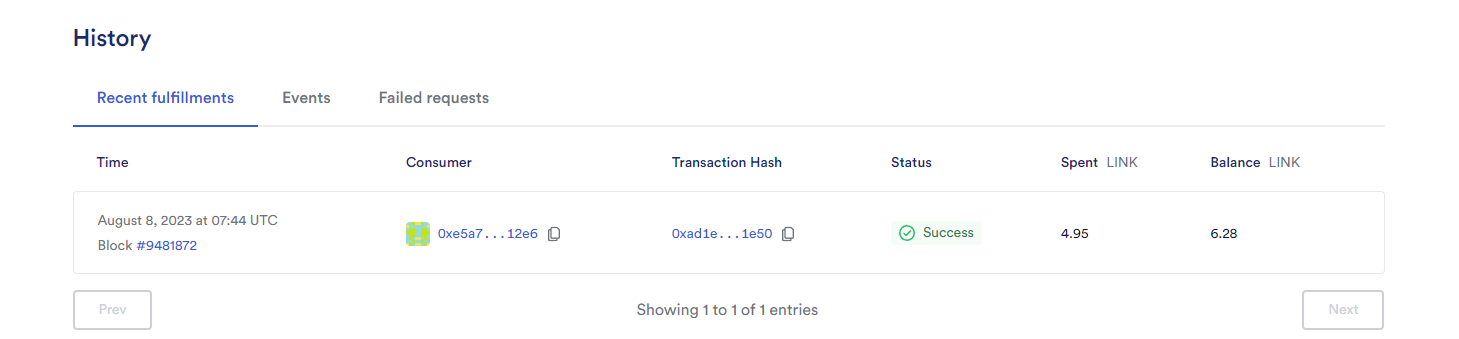 History
Recent fulfillments Events Failed requests
Time Consumer Transaction Hash Status Spent LINK Balance LINK
August 8, 2023 at 07:44 UTC
Block #9481872
0xe5a7...12e6 0xad1e...1e50 Success 4.95 6.28
Prev Showing 1 to 1 of 1 entries Next